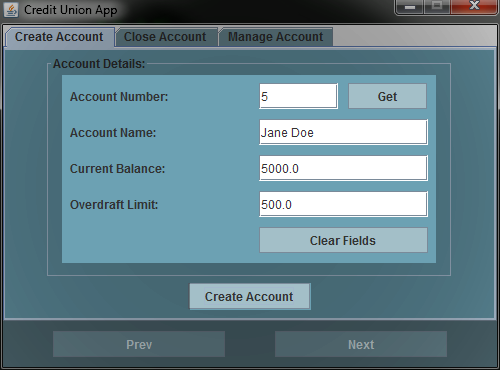 Credit Union App
Create Account Close Account Manage Account
Account Details:
Account Number: 5 Get
Account Name: Jane Doe
Current Balance: 5000.0
Overdraft Limit: 500.0
Clear Fields
Create Account
Prev Next